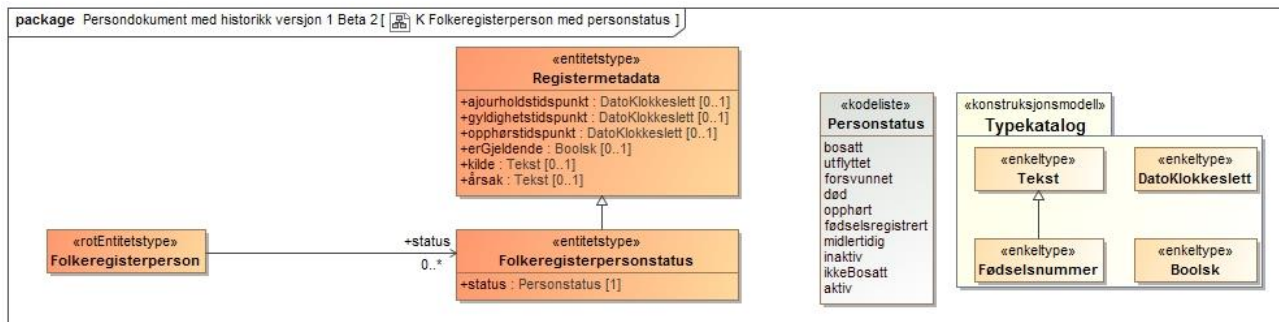 package Persondokument med historikk versjon 1 Beta 2 [ K Folkeregisterperson med personstatus ]
«entitetstype»
Registermetadata
+ajourholdstidspunkt : DatoKlokkeslett [0..1]
+gyldighetstidspunkt : DatoKlokkeslett [0..1]
+opphørstidspunkt : DatoKlokkeslett [0..1]
+erGjeldende : Boolsk [0..1]
+kilde : Tekst [0..1]
+årsak : Tekst [0..1]
«rotEntitetstype»
Folkeregisterperson
+status
0..*
«entitetstype»
Folkeregisterpersonstatus
+status : Personstatus [1]
«kodeliste»
Personstatus
bosatt
utflyttet
forsvunnet
død
opphørt
fødselsregistrert
midlertidig
inaktiv
ikkeBosatt
aktiv
«konstruksjonsmodell»
Typekatalog
«enkeltype»
Tekst
«enkeltype»
DatoKlokkeslett
«enkeltype»
Fødselsnummer
«enkeltype»
Boolsk